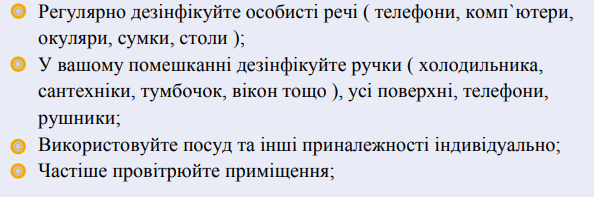 Регулярно дезінфікуйте особисті речі ( телефони, комп`ютери,
окуляри, сумки, столи );
У вашому помешканні дезінфікуйте ручки ( холодильника,
сантехніки, тумбочок, вікон тощо ), усі поверхні, телефони,
рушники;
Використовуйте посуд та інші приналежності індивідуально;
Частіше провітрюйте приміщення;